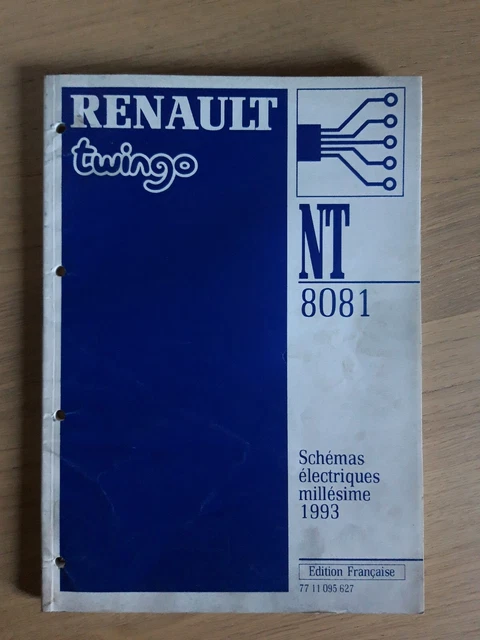 RENAULT
twingo
NT
8081
Schémas
électriques
millésime
1993
Edition Française
77 11 095 627